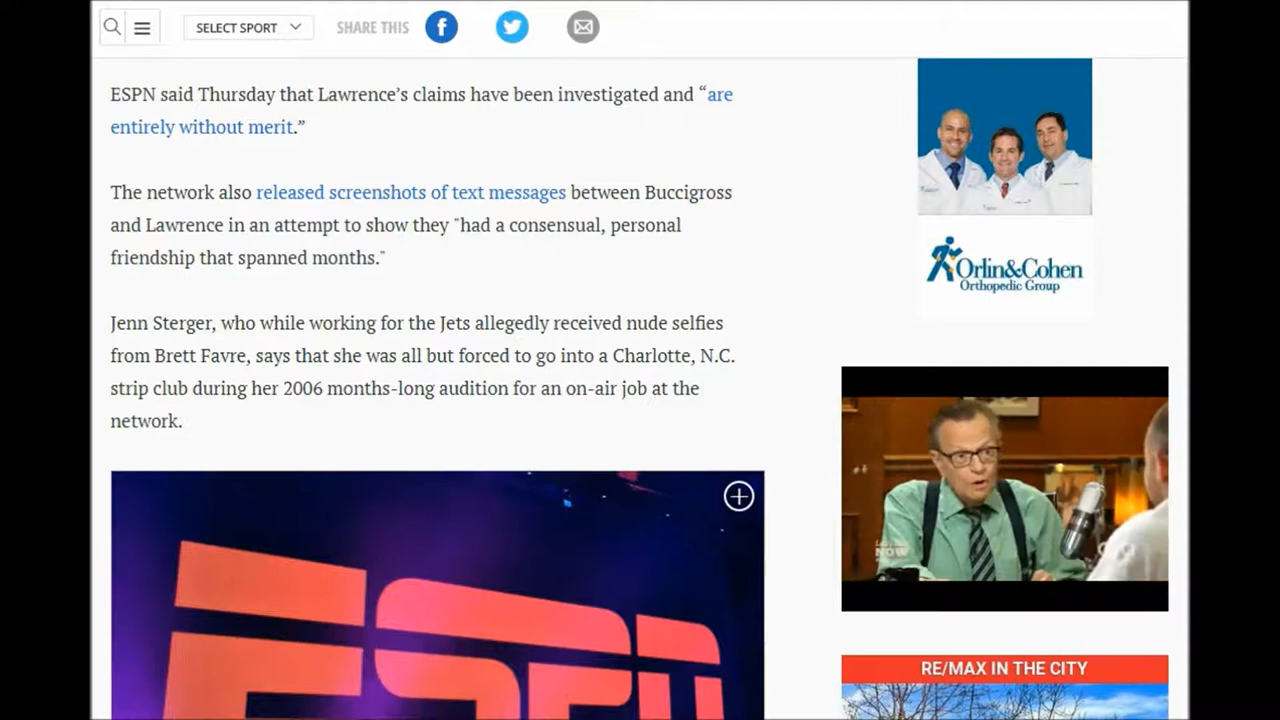 SELECT SPORT
SHARE THIS
ESPN said Thursday that Lawrence’s claims have been investigated and “are
entirely without merit.”
The network also released screenshots of text messages between Buccigross
and Lawrence in an attempt to show they "had a consensual, personal
friendship that spanned months."
Jenn Sterger, who while working for the Jets allegedly received nude selfies
from Brett Favre, says that she was all but forced to go into a Charlotte, N.C.
strip club during her 2006 months-long audition for an on-air job at the
network.
ESPN
Orlin&Cohen
Orthopedic Group
NOW
RE/MAX IN THE CITY